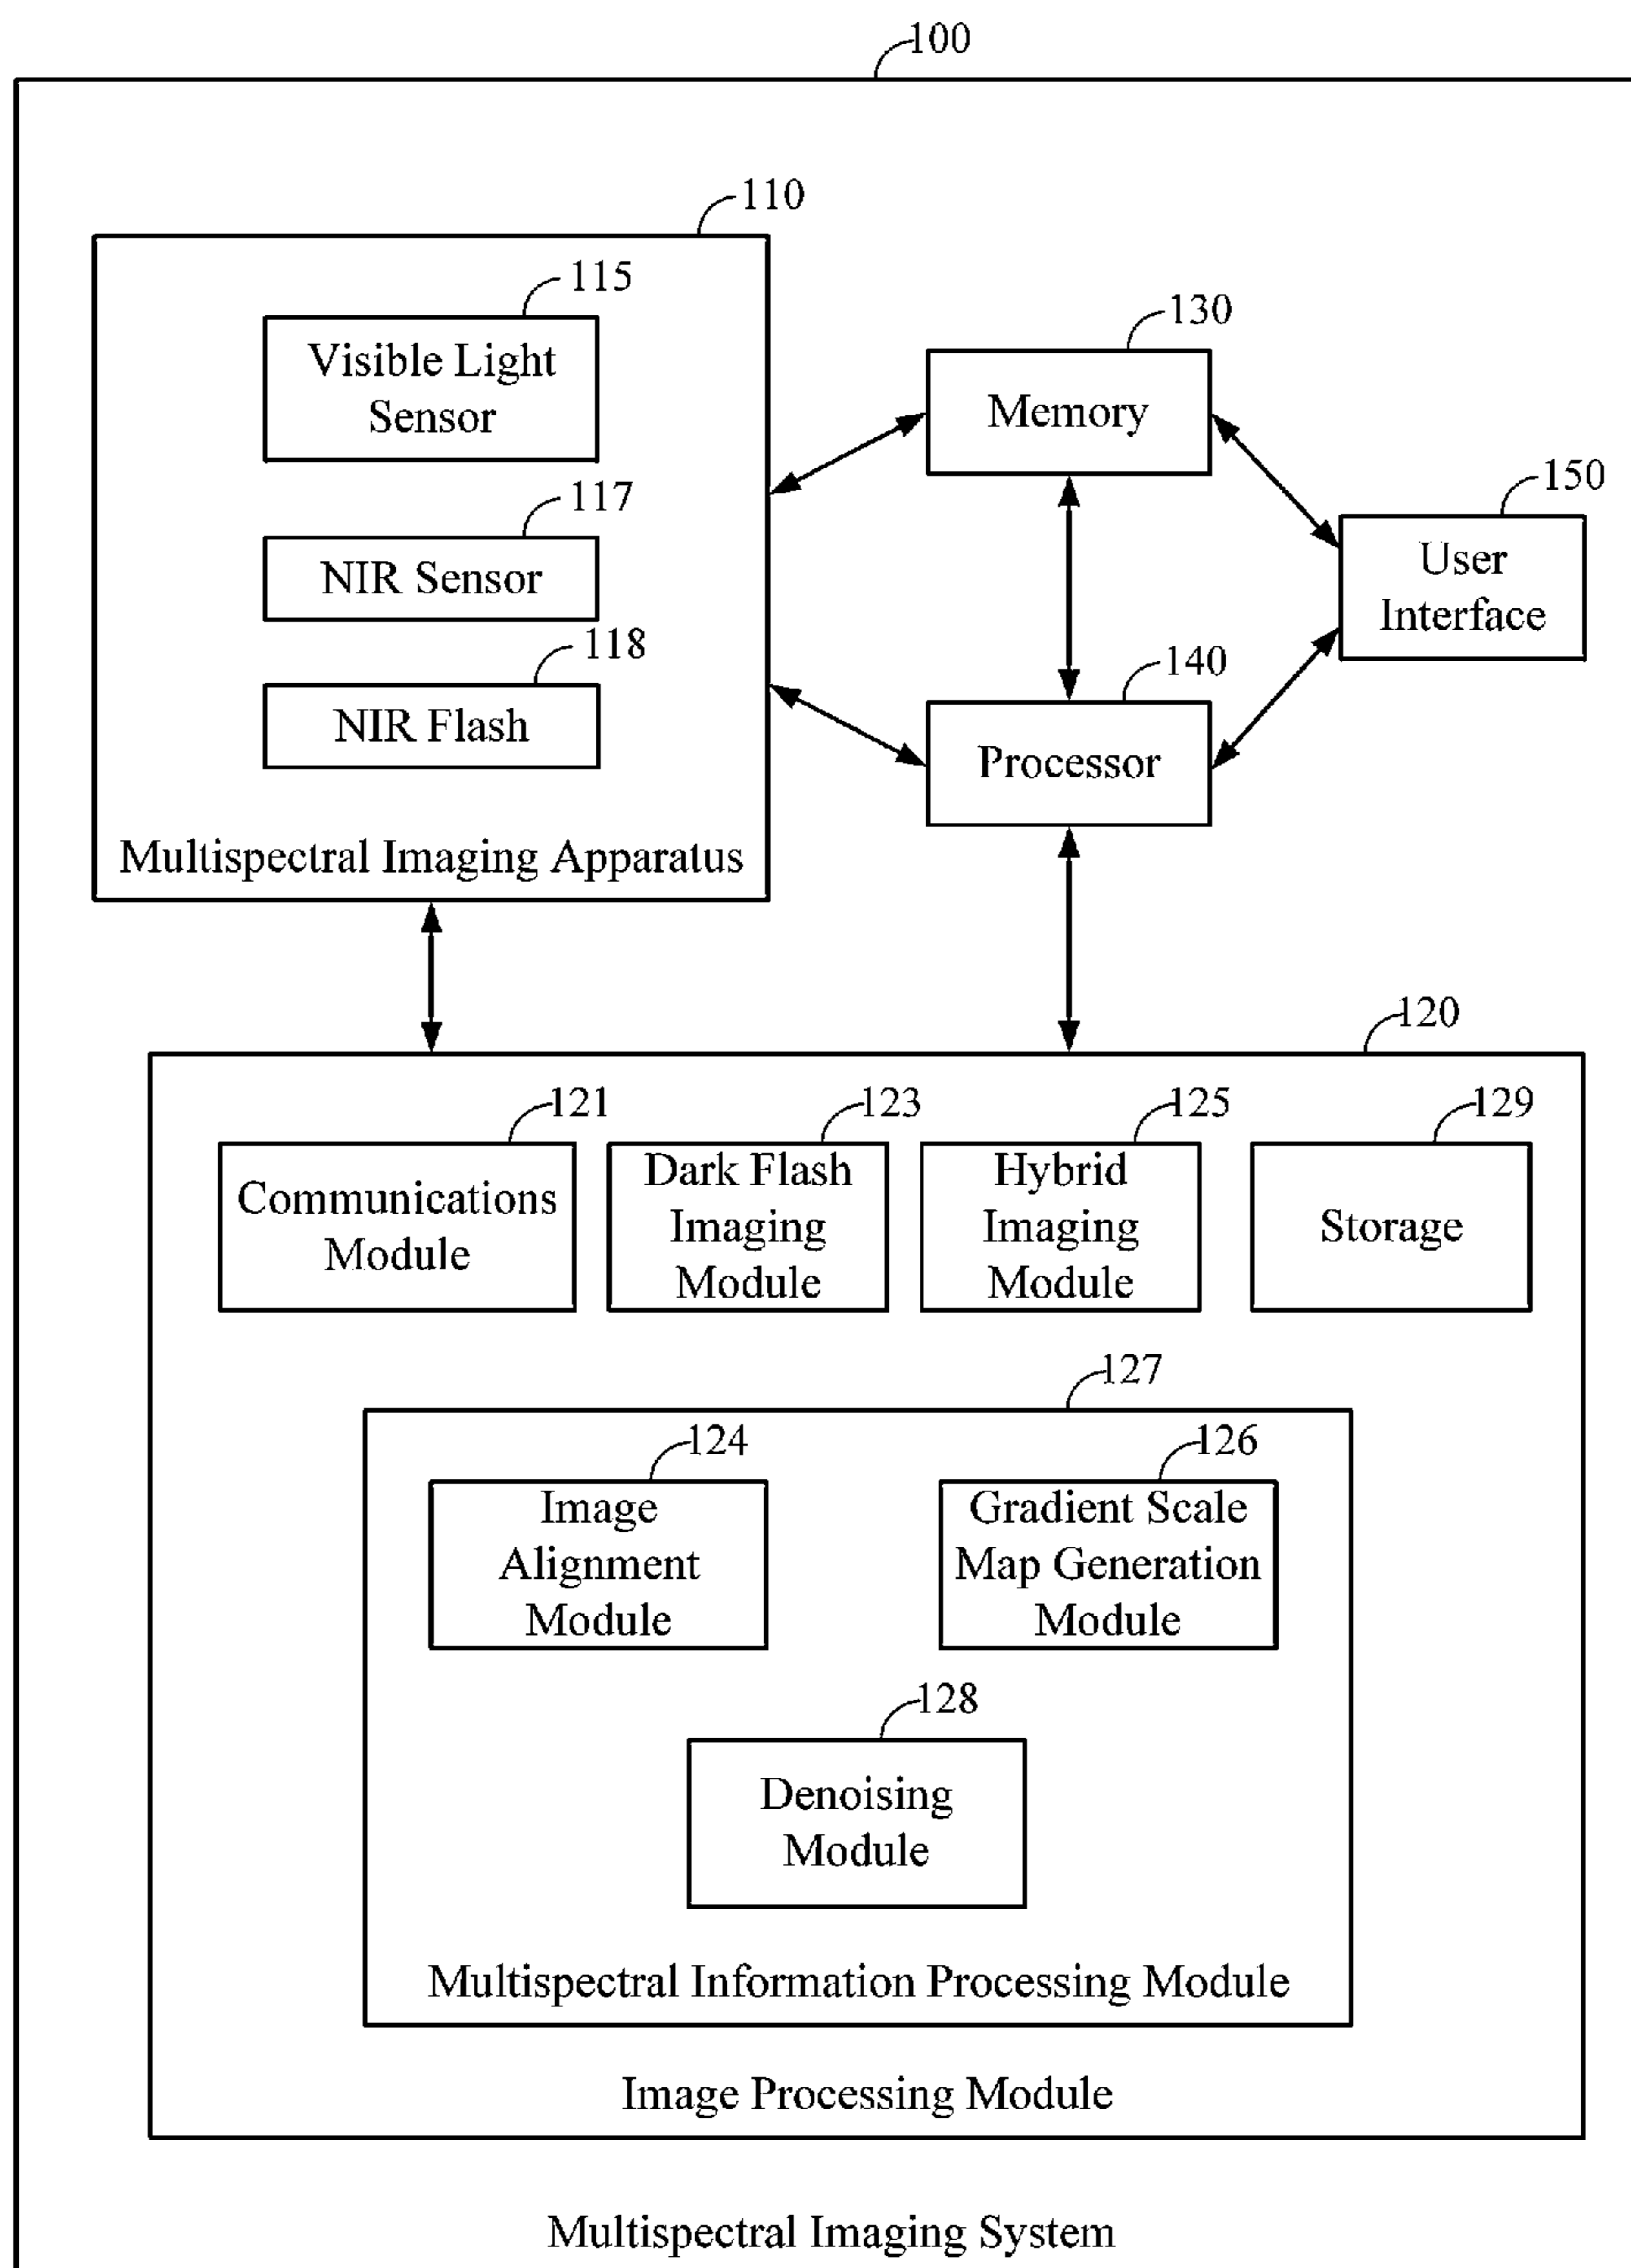 100
110
115
Visible Light
Sensor
117
NIR Sensor
118
NIR Flash
Multispectral Imaging Apparatus
130
Memory
150
User
Interface
140
Processor
120
121
Communications
Module
123
Dark Flash
Imaging
Module
125
Hybrid
Imaging
Module
129
Storage
127
124
Image
Alignment
Module
126
Gradient Scale
Map Generation
Module
128
Denoising
Module
Multispectral Information Processing Module
Image Processing Module
Multispectral Imaging System